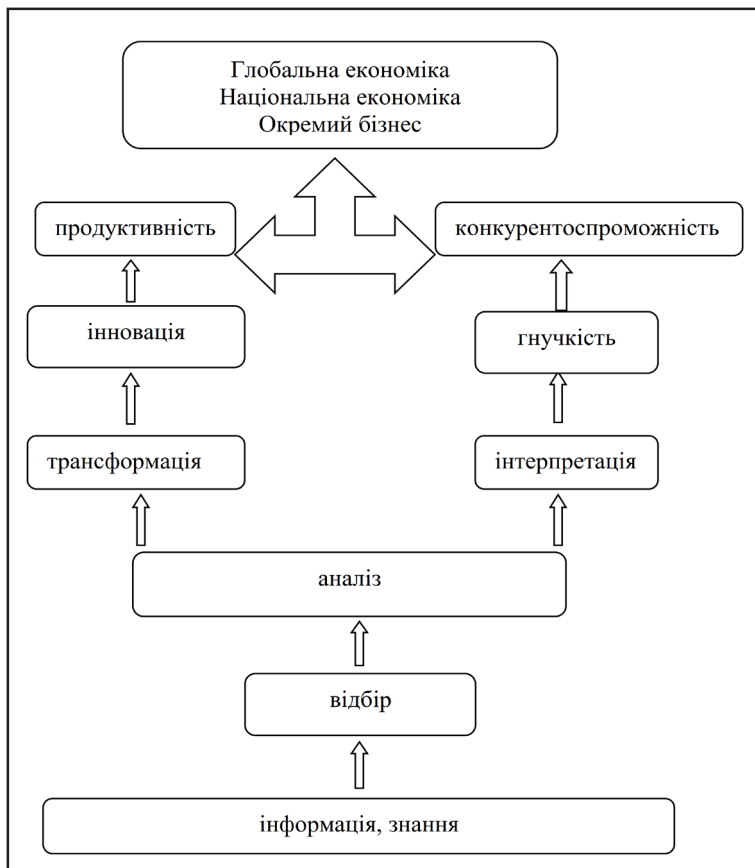 Глобальна економіка
Національна економіка
Окремий бізнес
продуктивність
конкурентоспроможність
інновація
гнучкість
трансформація
інтерпретація
аналіз
відбір
інформація, знання